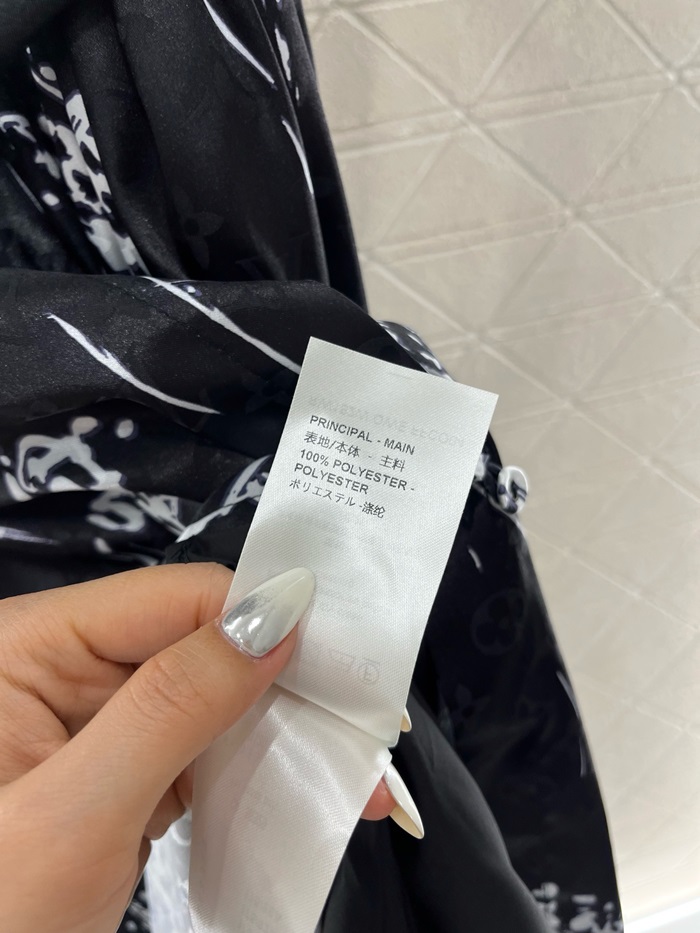 PRINCIPAL - MAIN
表地/本体 - 主料
100% POLYESTER -
POLYESTER
ポリエステル -涤纶